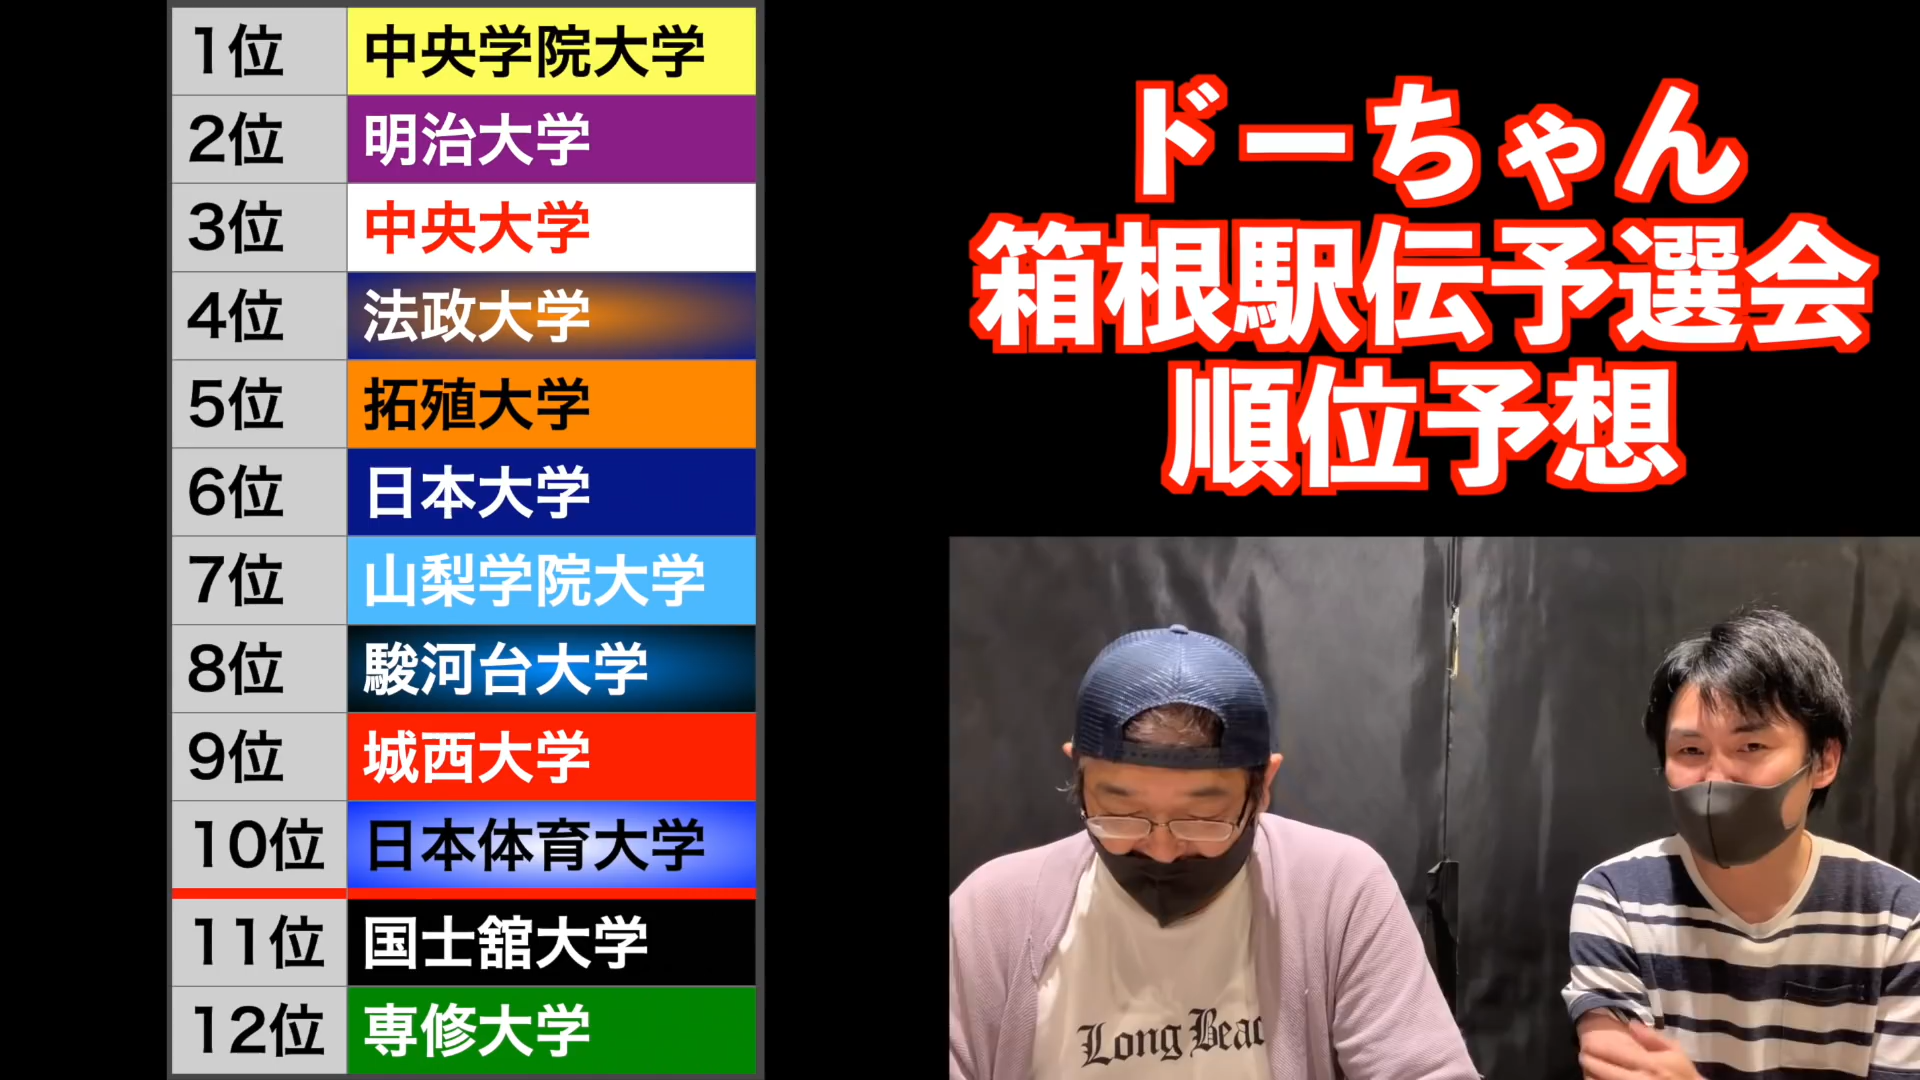 1位 中央学院大学
2位 明治大学
3位 中央大学
4位 法政大学
5位 拓殖大学
6位 日本大学
7位 山梨学院大学
8位 駿河台大学
9位 城西大学
10位 日本体育大学
11位 国士舘大学
12位 専修大学
ドーちゃん
箱根駅伝予選会
順位予想
Long Beac